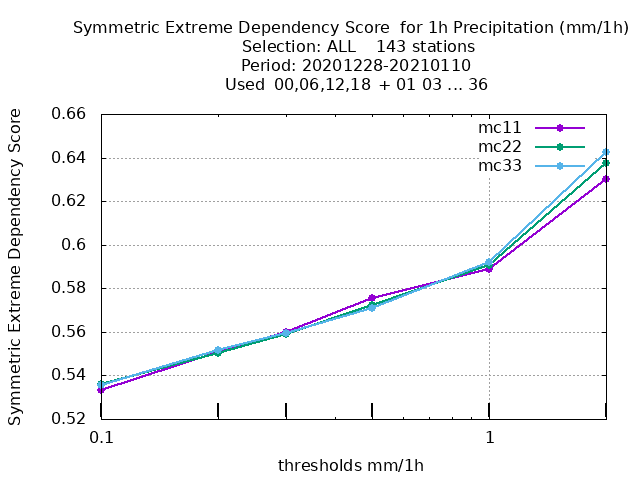 Symmetric Extreme Dependency Score for 1h Precipitation (mm/1h)
Selection: ALL 143 stations
Period: 20201228-20210110
Used 00,06,12,18 + 01 03 ... 36
Symmetric Extreme Dependency Score
0.66
0.64
0.62
0.6
0.58
0.56
0.54
0.52
mc11
mc22
mc33
0.1
1
thresholds mm/1h